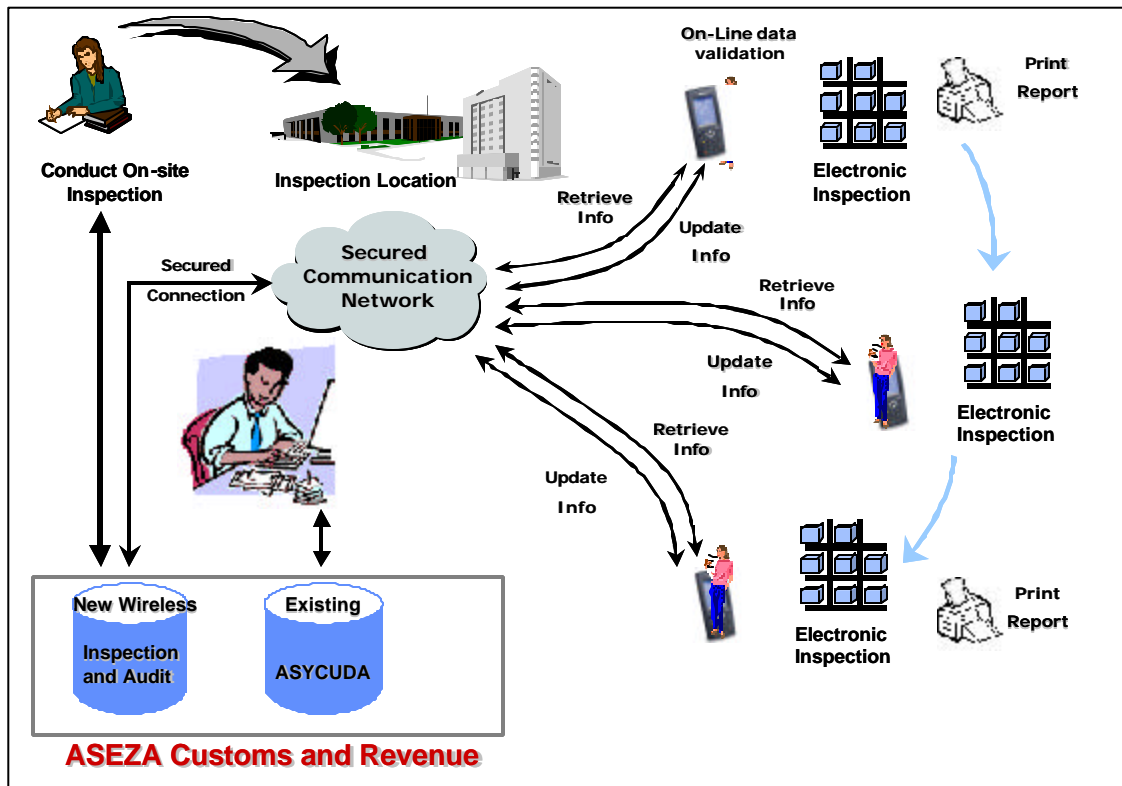 On-Line data
validation
Print
Report
Conduct On-site
Inspection
Inspection Location
Electronic
Inspection
Retrieve
Info
Update
Info
Secured
Communication
Network
Secured
Connection
Retrieve
Info
Update
Info
Electronic
Inspection
Retrieve
Info
Update
Info
New Wireless
Inspection
and Audit
Existing
ASYCUDA
Electronic
Inspection
Print
Report
ASEZA Customs and Revenue